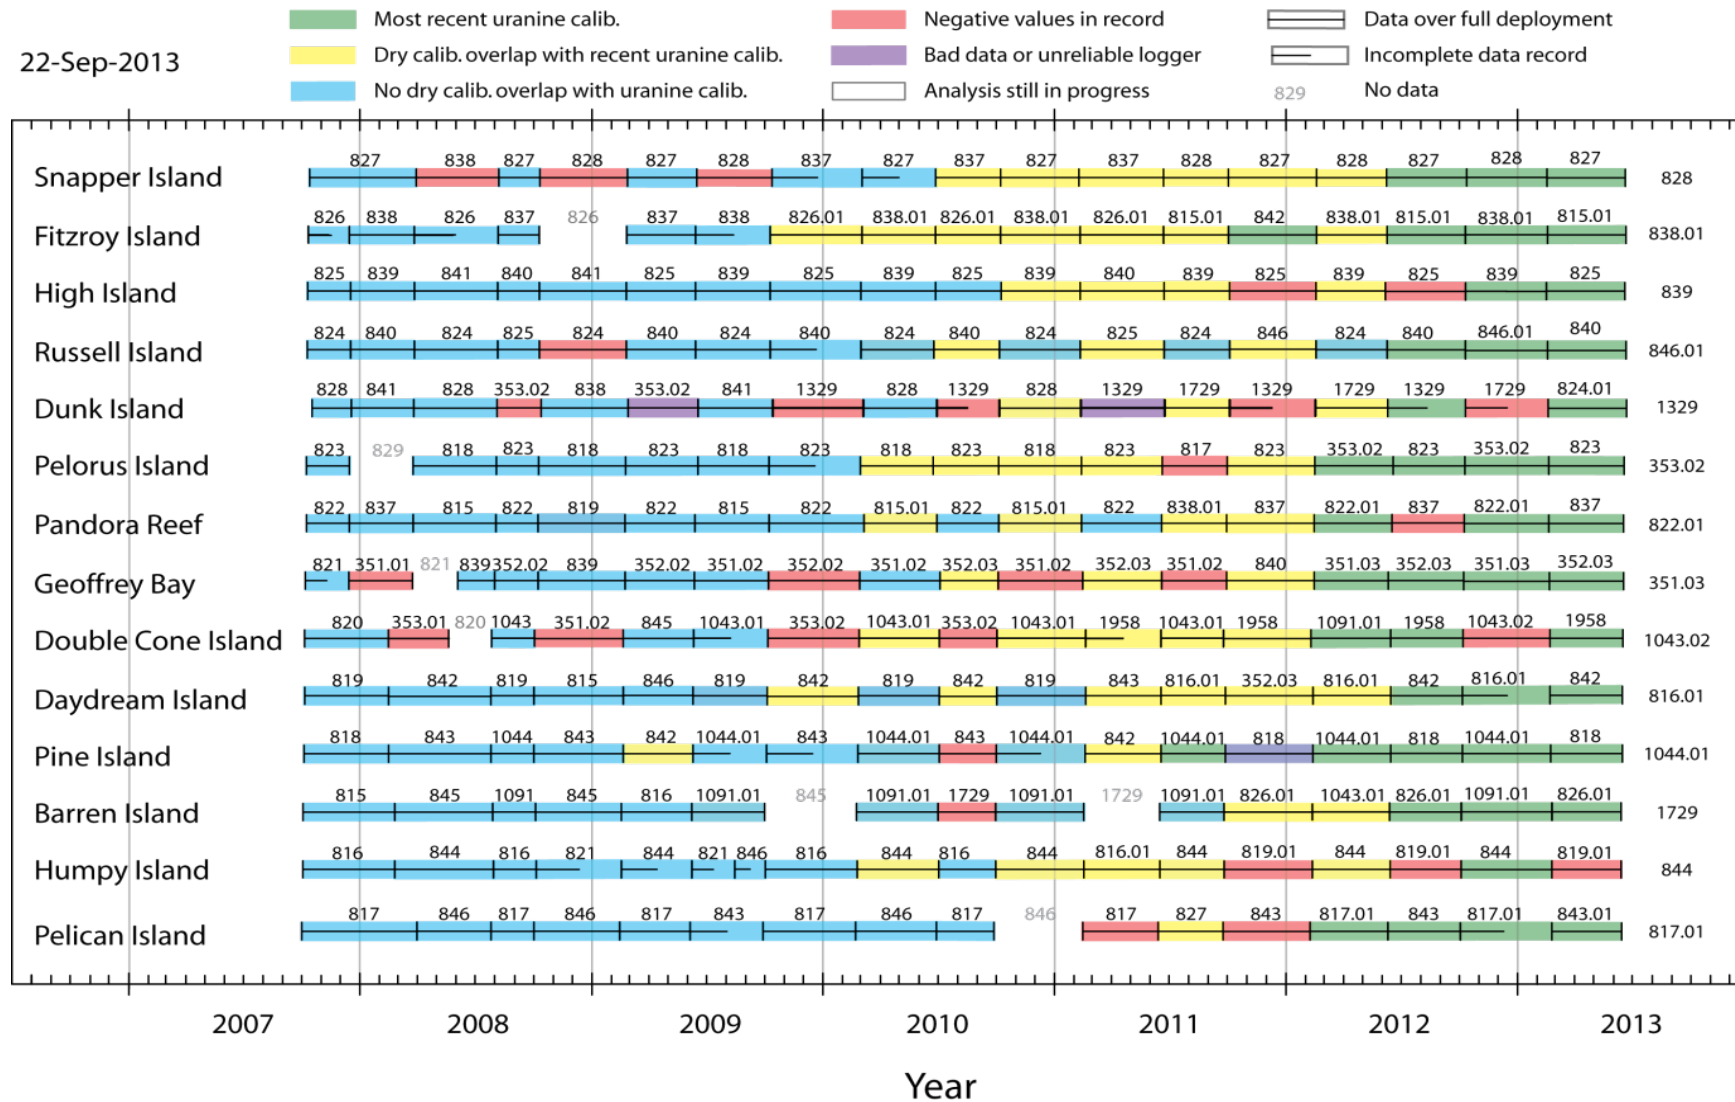 Most recent uranine calib. Negative values in record Data over full deployment
22-Sep-2013 Dry calib. overlap with recent uranine calib. Bad data or unreliable logger Incomplete data record
No dry calib. overlap with uranine calib. Analysis still in progress 829 No data
827 838 827 828 827 828 837 827 837 827 837 828 827 828 827 828 827
Snapper Island 828
826 838 826 837 826 837 838 826.01 838.01 826.01 838.01 826.01 815.01 842 838.01 815.01 838.01 815.01
Fitzroy Island 838.01
825 839 841 840 841 825 839 825 839 825 839 840 839 825 839 825 839 825
High Island 839
824 840 824 825 824 840 824 840 824 840 824 825 824 846 824 840 846.01 840
Russell Island 846.01
828 841 828 353.02 838 353.02 841 1329 828 1329 828 1329 1729 1329 1729 1329 1729 824.01
Dunk Island 1329
823 829 818 823 818 823 818 823 818 823 818 823 817 823 353.02 823 353.02 823
Pelorus Island 353.02
822 837 815 822 819 822 815 822 815.01 822 815.01 822 838.01 837 822.01 837 822.01 837
Pandora Reef 822.01
821 351.01 821 839 352.02 839 352.02 351.02 352.02 351.02 352.03 351.02 352.03 351.02 840 351.03 352.03 351.03 352.03
Geoffrey Bay 351.03
820 353.01 820 1043 351.02 845 1043.01 353.02 1043.01 353.02 1043.01 1958 1043.01 1958 1091.01 1958 1043.02 1958
Double Cone Island 1043.02
819 842 819 815 846 819 842 819 842 819 843 816.01 352.03 816.01 842 816.01 842
Daydream Island 816.01
818 843 1044 843 842 1044.01 843 1044.01 843 1044.01 842 1044.01 818 1044.01 818 1044.01 818
Pine Island 1044.01
815 845 1091 845 816 1091.01 845 1091.01 1729 1091.01 1729 1091.01 826.01 1043.01 826.01 1091.01 826.01
Barren Island 1729
816 844 816 821 844 821 846 816 844 816 844 816.01 844 819.01 844 819.01 844 819.01
Humpy Island 844
817 846 817 846 817 843 817 846 817 846 817 827 843 817.01 843 817.01 843.01
Pelican Island 817.01
2007 2008 2009 2010 2011 2012 2013
Year